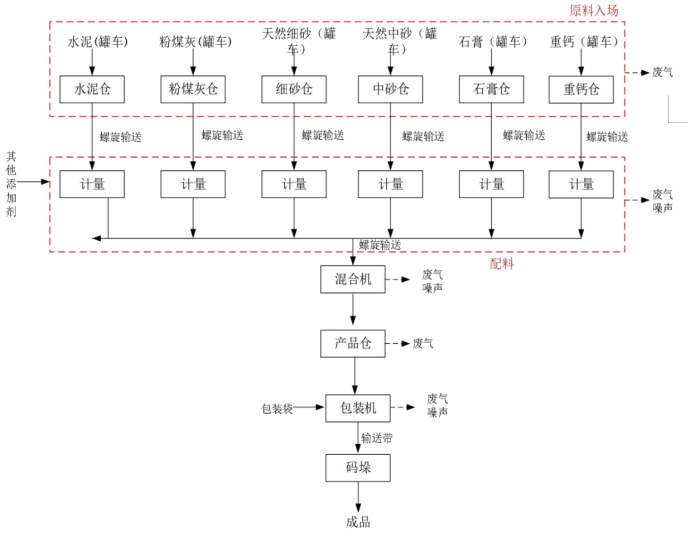 原料入场
水泥(罐车)
粉煤灰(罐车)
天然细砂（罐
车）
天然中砂（罐
车）
石膏（罐车）
重钙（罐车）
水泥仓
粉煤灰仓
细砂仓
中砂仓
石膏仓
重钙仓
废气
螺旋输送
螺旋输送
螺旋输送
螺旋输送
螺旋输送
螺旋输送
其他添加剂
计量
计量
计量
计量
计量
计量
废气
噪声
螺旋输送
配料
混合机
废气
噪声
产品仓
废气
包装袋
包装机
废气
噪声
输送带
码垛
成品